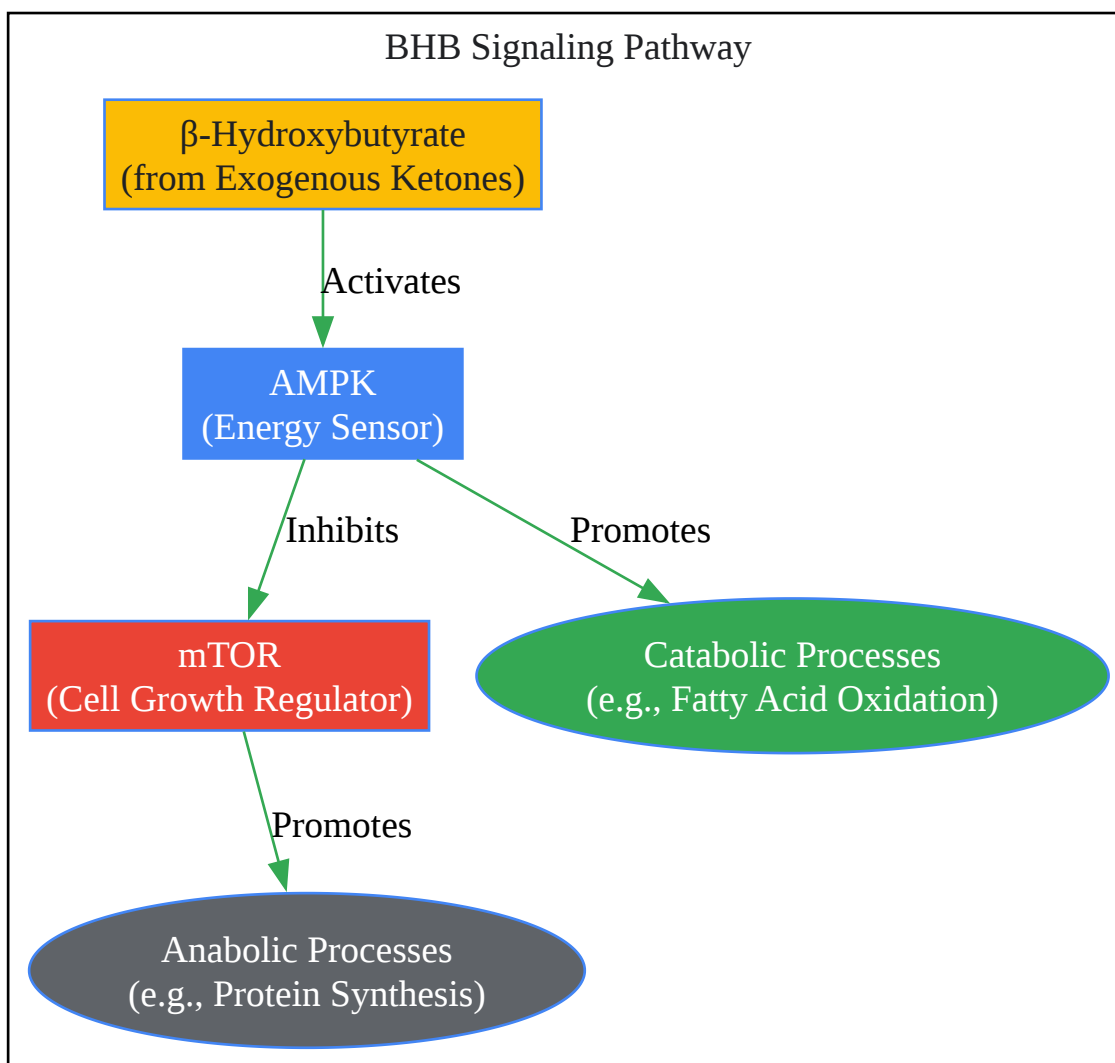 BHB Signaling Pathway
β-Hydroxybutyrate
(from Exogenous Ketones)
Activates
AMPK
(Energy Sensor)
Inhibits
Promotes
mTOR
(Cell Growth Regulator)
Catabolic Processes
(e.g., Fatty Acid Oxidation)
Promotes
Anabolic Processes
(e.g., Protein Synthesis)